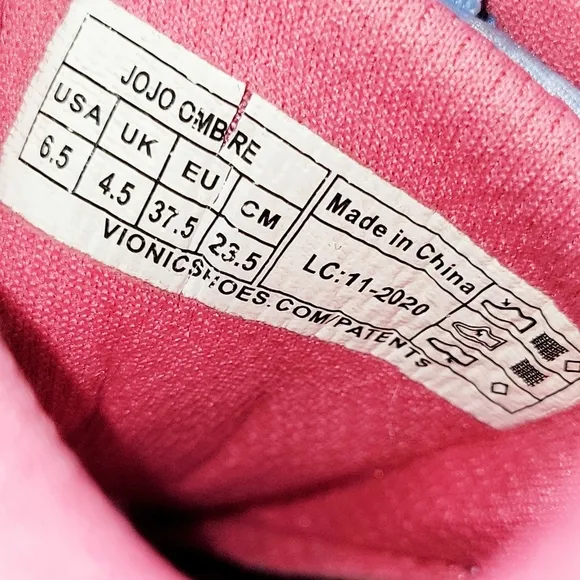 JOJO OMBRE
USA UK EU CM
6.5 4.5 37.5 23.5
VIONICSHOES.COM/PATENTS
Made in China
LC:11-2020